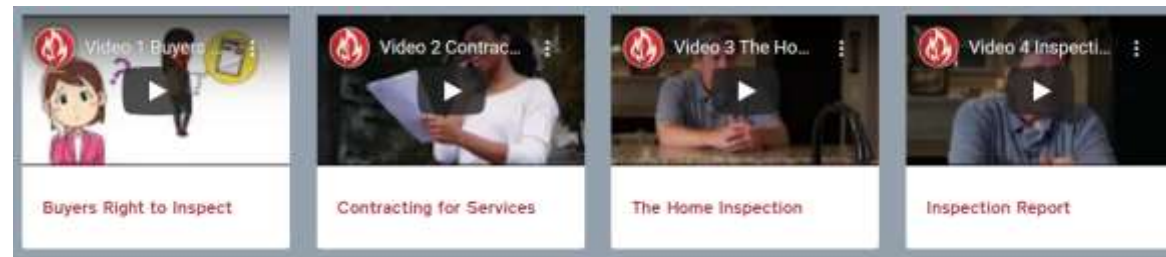 Video 1 Buyers ...
Video 2 Contrac...
Video 3 The Ho...
Video 4 Inspecti...
Buyers Right to Inspect
Contracting for Services
The Home Inspection
Inspection Report